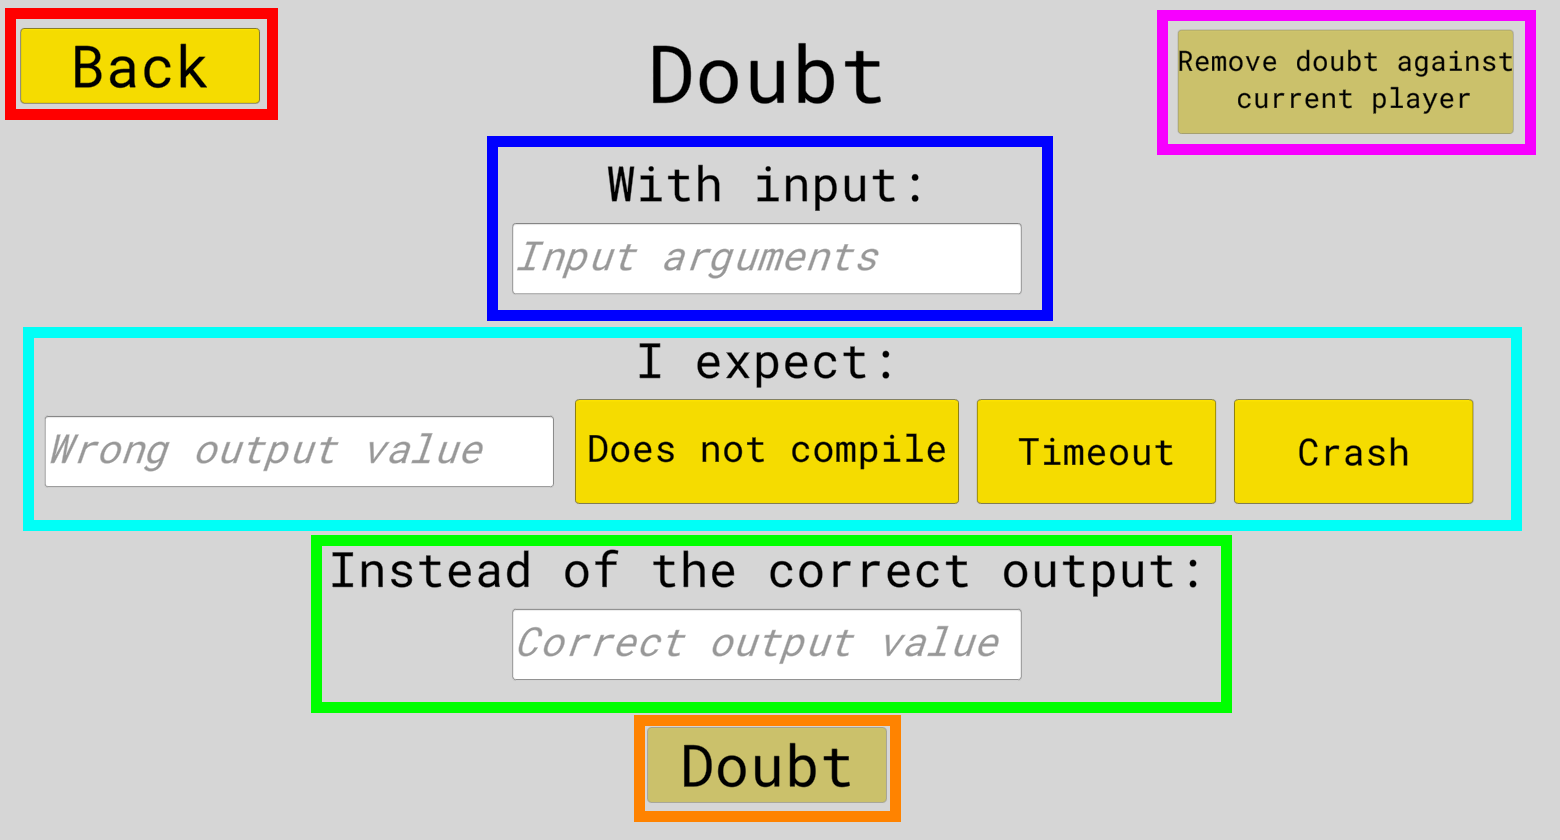 Back
Doubt
Remove doubt against
current player
With input:
Input arguments
I expect:
Wrong output value
Does not compile
Timeout
Crash
Instead of the correct output:
Correct output value
Doubt